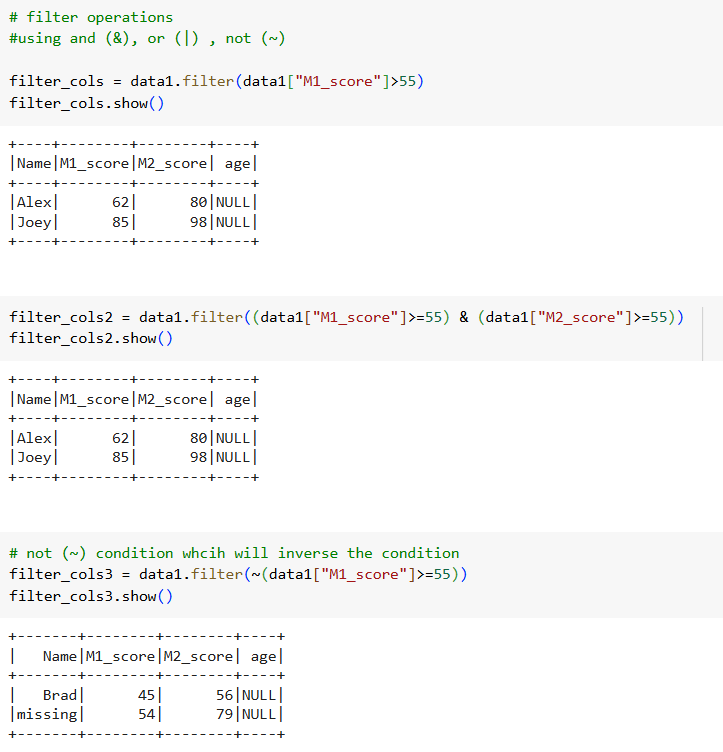 # filter operations
#using and (&), or (|) , not (~)
filter_cols = data1.filter(data1["M1_score"]>55)
filter_cols.show()
+----+--------+--------+----+
|Name|M1_score|M2_score| age|
+----+--------+--------+----+
|Alex|      62|      80|NULL|
|Joey|      85|      98|NULL|
+----+--------+--------+----+
filter_cols2 = data1.filter((data1["M1_score"]>=55) & (data1["M2_score"]>=55))
filter_cols2.show()
+----+--------+--------+----+
|Name|M1_score|M2_score| age|
+----+--------+--------+----+
|Alex|      62|      80|NULL|
|Joey|      85|      98|NULL|
+----+--------+--------+----+
# not (~) condition whcih will inverse the condition
filter_cols3 = data1.filter(~(data1["M1_score"]>=55))
filter_cols3.show()
+-------+--------+--------+----+
|   Name|M1_score|M2_score| age|
+-------+--------+--------+----+
|   Brad|      45|      56|NULL|
|missing|      54|      79|NULL|
+-------+--------+--------+----+